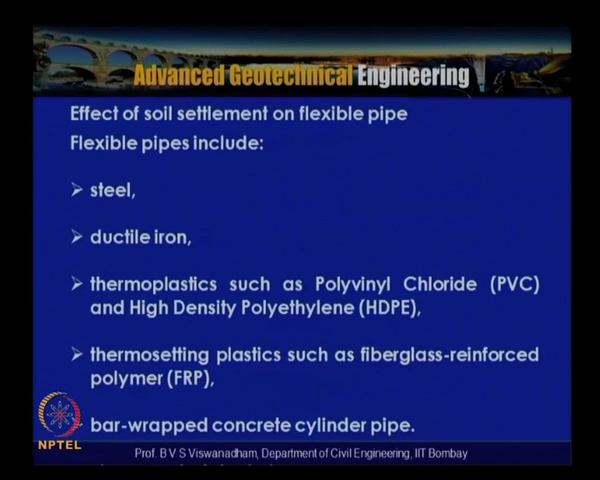 Advanced Geotechnical Engineering
Effect of soil settlement on flexible pipe
Flexible pipes include:
➢ steel,
➢ ductile iron,
➢ thermoplastics such as Polyvinyl Chloride (PVC)
and High Density Polyethylene (HDPE),
➢ thermosetting plastics such as fiberglass-reinforced
polymer (FRP),
bar-wrapped concrete cylinder pipe.
NPTEL
Prof. B V S Viswanadham, Department of Civil Engineering, IIT Bombay